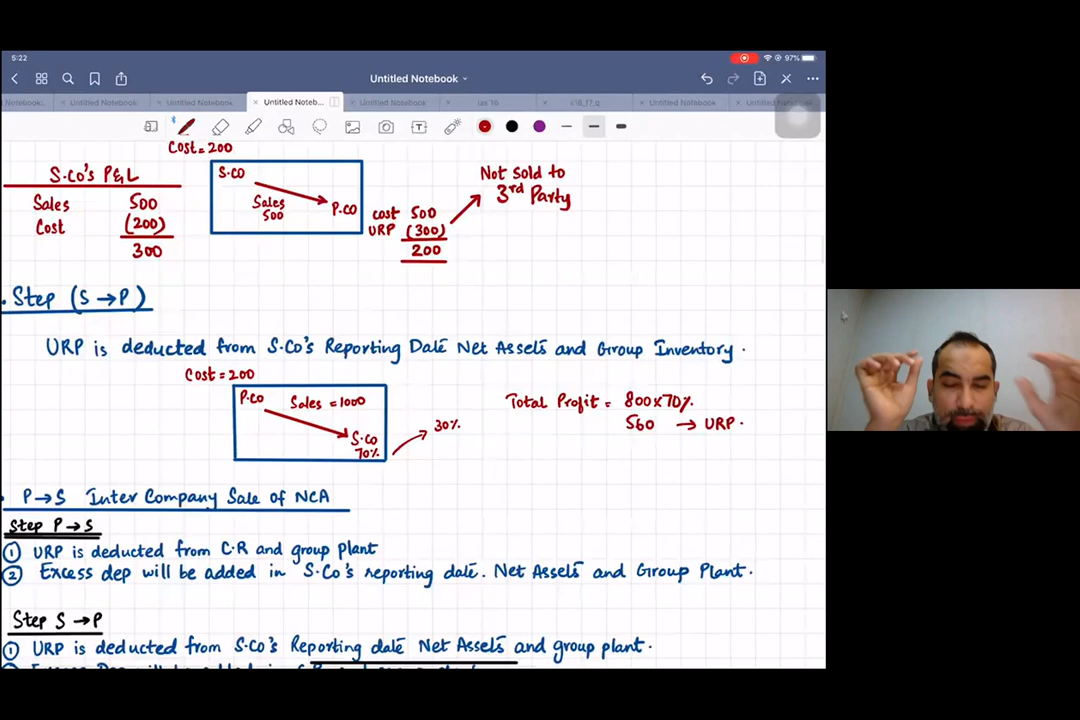 5:22
97%
Untitled Notebook
Notebook..
Untitled Notebook
Untitled Notebook
Untitled Noteb...
Untitled Notebook
ias 16
Untitled Notebook
Untitled Notebook
Cost = 200
S.Co's P&L
Sales 500
Cost (200)
300
S.Co
Sales
500
P.Co
Cost 500
URP (300)
200
Not Sold to
3rd Party
. Step (S → P)
URP is deducted from S.Co's Reporting Date Net Assets and Group Inventory.
Cost = 200
P.Co Sales = 1000
S.Co
70%
30%
Total Profit = 800 x 70%
560 → URP.
. P → S Inter Company Sale of NCA
Step P → S
① URP is deducted from C.R and group plant
② Excess dep will be added in S.Co's reporting date. Net Assets and Group Plant.
Step S → P
① URP is deducted from S.Co's Reporting date Net Assets and group plant.